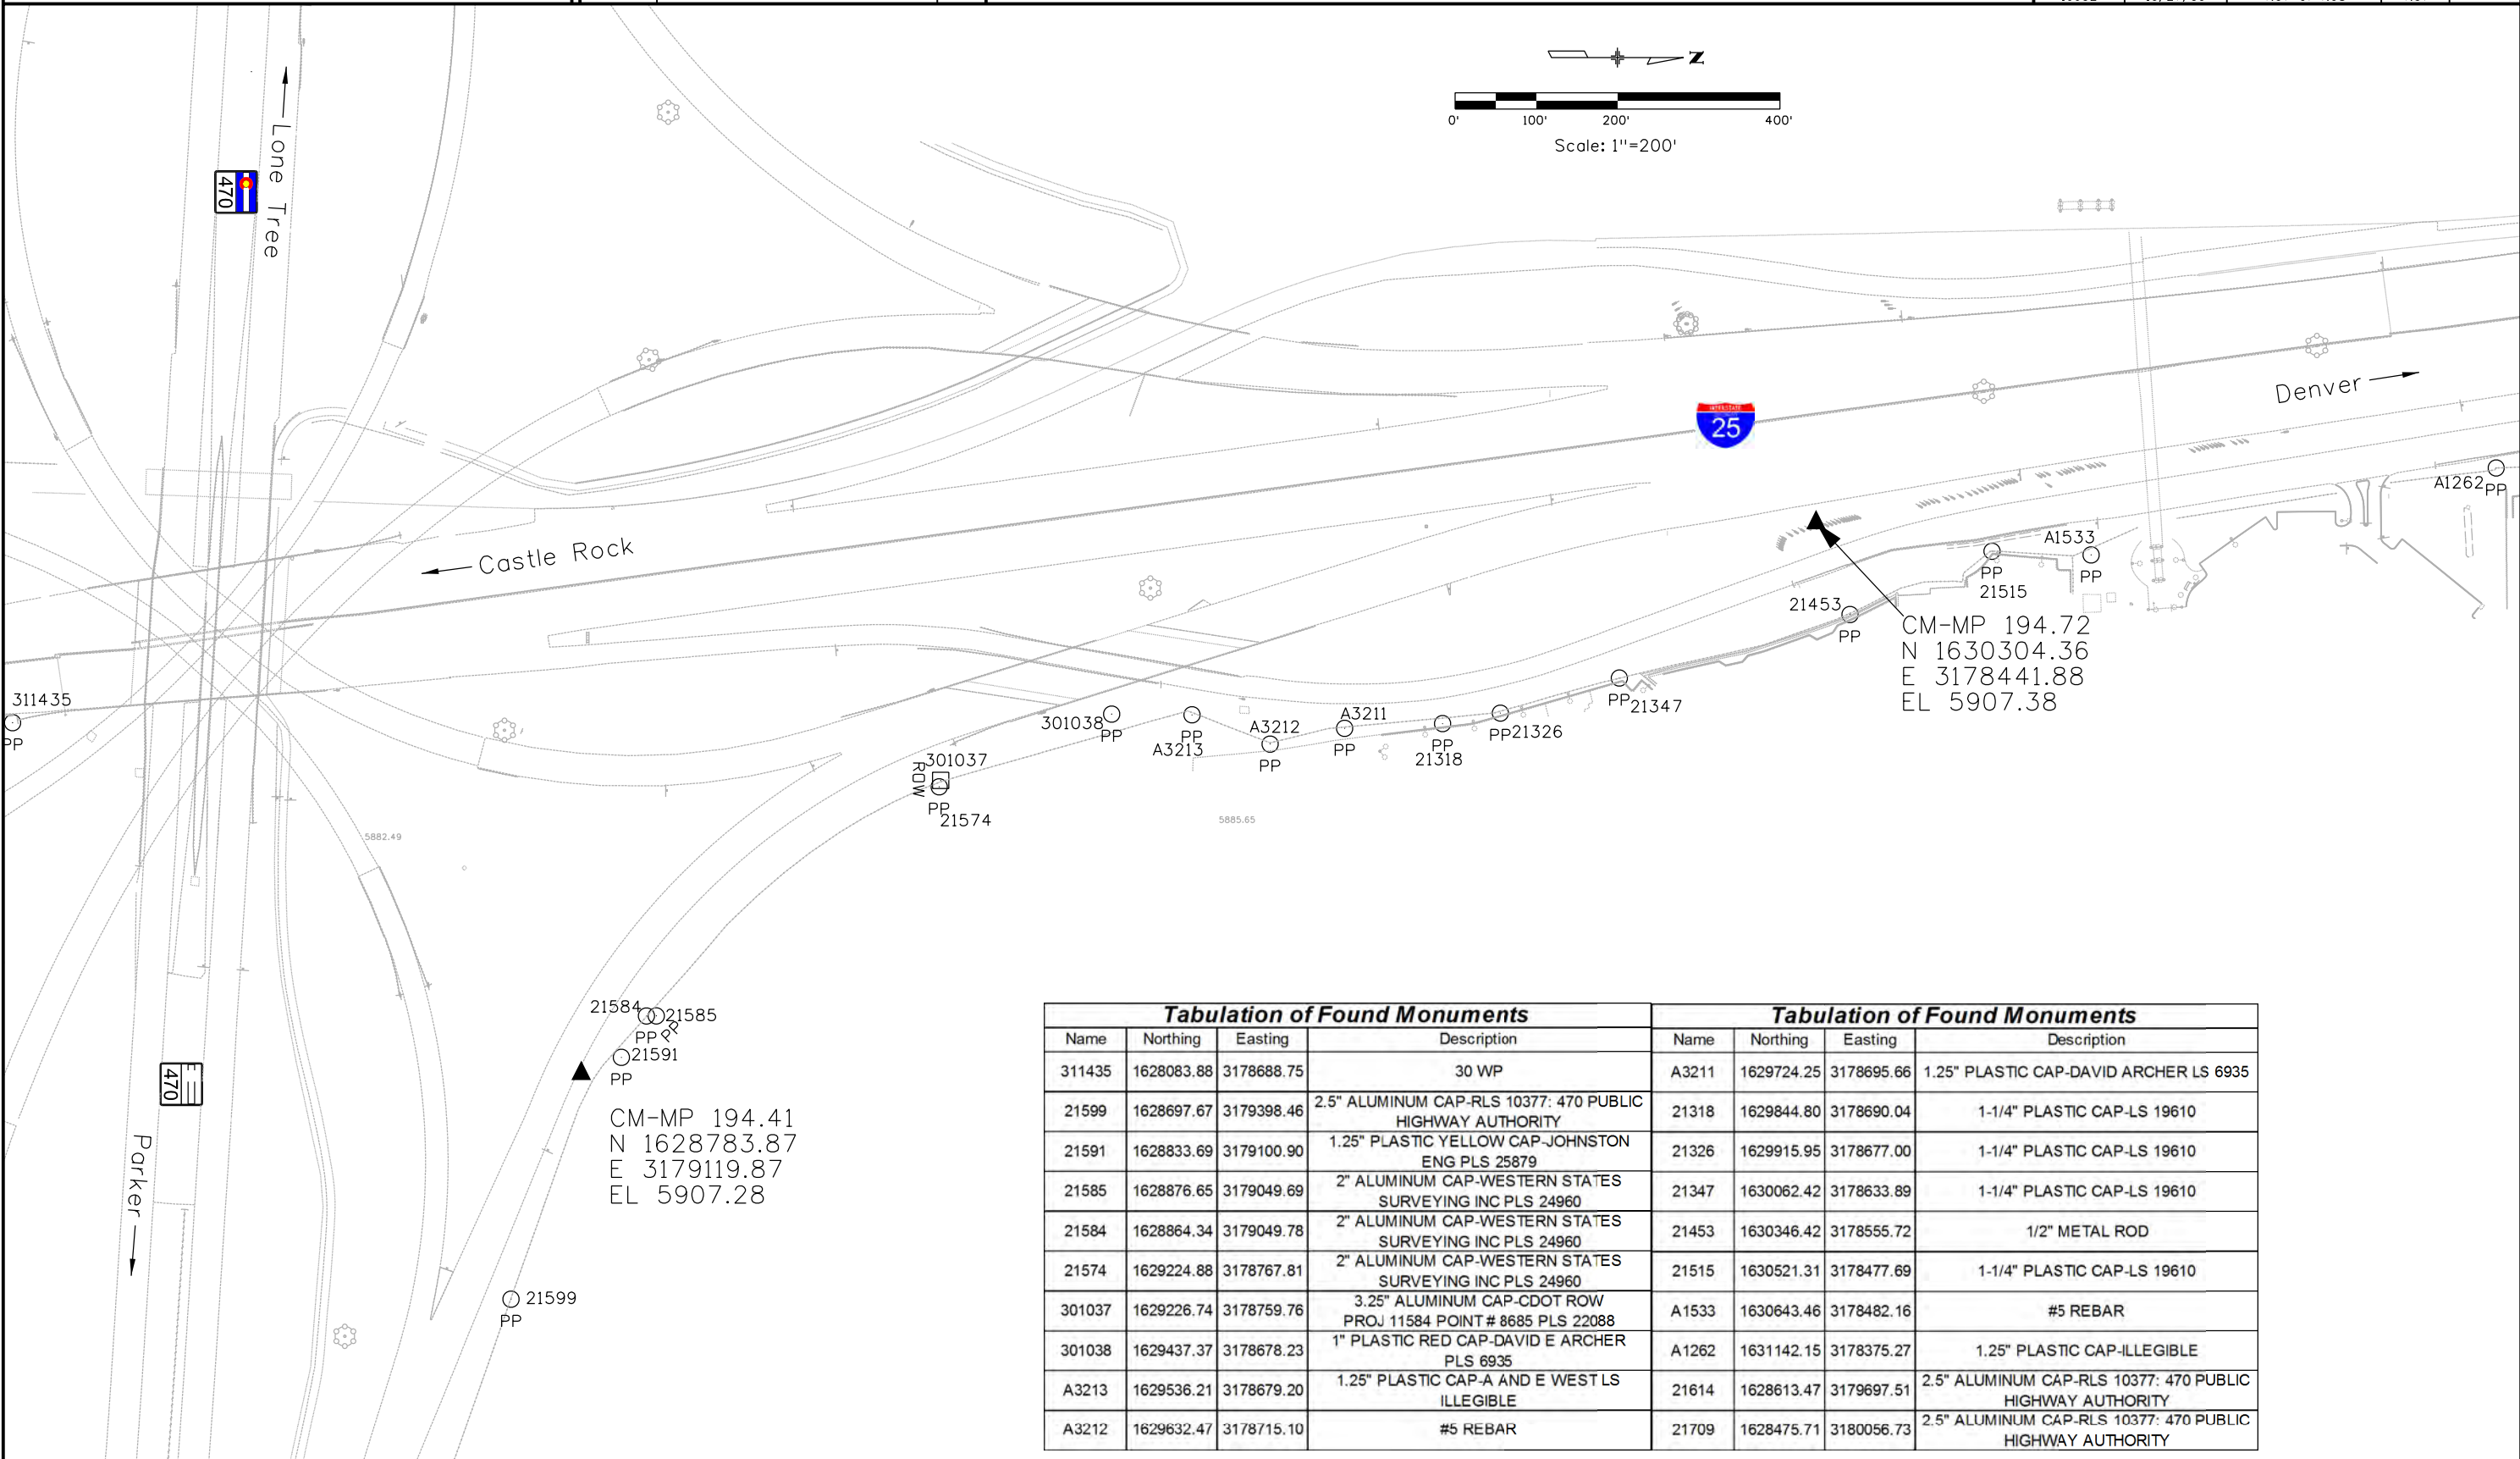 N
0' 100' 200' 400'
Scale: 1"=200'
Lone Tree
470
Denver
INTERSTATE
25
Castle Rock
A1262
PP
A1533
PP
PP
21515
21453
PP
CM-MP 194.72
N 1630304.36
E 3178441.88
EL 5907.38
311435
PP
301038
PP
PP
A3213
A3212
PP
A3211
PP
PP
21318
PP21326
PP
21347
301037
ROW
PP
21574
5882.49
5885.65
21584
21585
PP
PP
21591
PP
CM-MP 194.41
N 1628783.87
E 3179119.87
EL 5907.28
470
Parker
21599
PP
Tabulation of Found Monuments
Name Northing Easting Description
311435 1628083.88 3178688.75 30 WP
21599 1628697.67 3179398.46 2.5" ALUMINUM CAP-RLS 10377: 470 PUBLIC
HIGHWAY AUTHORITY
21591 1628833.69 3179100.90 1.25" PLASTIC YELLOW CAP-JOHNSTON
ENG PLS 25879
21585 1628876.65 3179049.69 2" ALUMINUM CAP-WESTERN STATES
SURVEYING INC PLS 24960
21584 1628864.34 3179049.78 2" ALUMINUM CAP-WESTERN STATES
SURVEYING INC PLS 24960
21574 1629224.88 3178767.81 2" ALUMINUM CAP-WESTERN STATES
SURVEYING INC PLS 24960
301037 1629226.74 3178759.76 3.25" ALUMINUM CAP-CDOT ROW
PROJ 11584 POINT # 8685 PLS 22088
301038 1629437.37 3178678.23 1" PLASTIC RED CAP-DAVID E ARCHER
PLS 6935
A3213 1629536.21 3178679.20 1.25" PLASTIC CAP-A AND E WEST LS
ILLEGIBLE
A3212 1629632.47 3178715.10 #5 REBAR
Tabulation of Found Monuments
Name Northing Easting Description
A3211 1629724.25 3178695.66 1.25" PLASTIC CAP-DAVID ARCHER LS 6935
21318 1629844.80 3178690.04 1-1/4" PLASTIC CAP-LS 19610
21326 1629915.95 3178677.00 1-1/4" PLASTIC CAP-LS 19610
21347 1630062.42 3178633.89 1-1/4" PLASTIC CAP-LS 19610
21453 1630346.42 3178555.72 1/2" METAL ROD
21515 1630521.31 3178477.69 1-1/4" PLASTIC CAP-LS 19610
A1533 1630643.46 3178482.16 #5 REBAR
A1262 1631142.15 3178375.27 1.25" PLASTIC CAP-ILLEGIBLE
21614 1628613.47 3179697.51 2.5" ALUMINUM CAP-RLS 10377: 470 PUBLIC
HIGHWAY AUTHORITY
21709 1628475.71 3180056.73 2.5" ALUMINUM CAP-RLS 10377: 470 PUBLIC
HIGHWAY AUTHORITY